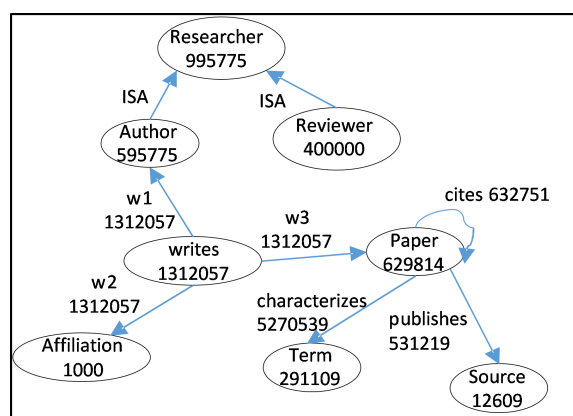 Researcher
995775
ISA
ISA
Author
595775
Reviewer
400000
w1
1312057
w3
1312057
cites 632751
writes
1312057
Paper
629814
w2
1312057
characterizes
5270539
publishes
531219
Affiliation
1000
Term
291109
Source
12609